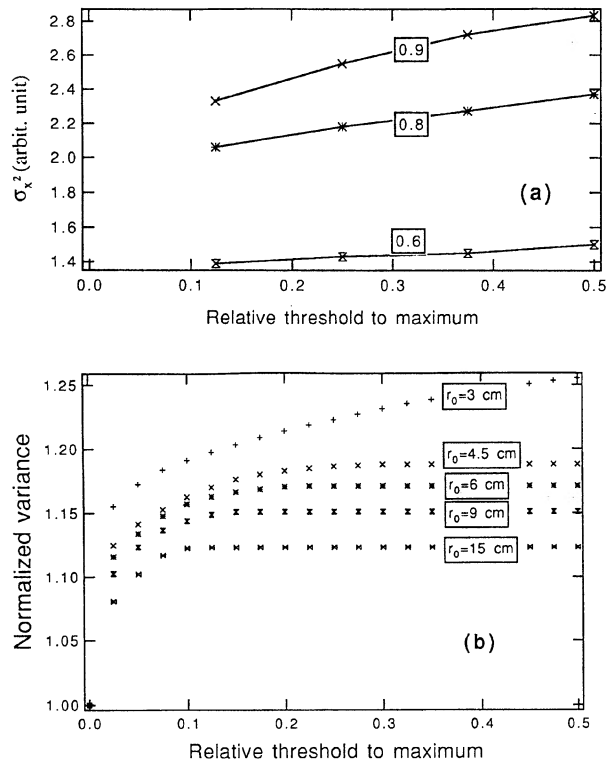 2.8
2.6
2.4
2.2
2.0
1.8
1.6
1.4
σx² (arbit. unit)
0.9
0.8
0.6
(a)
0.0 0.1 0.2 0.3 0.4 0.5
Relative threshold to maximum
1.25
1.20
1.15
1.10
1.05
1.00
Normalized variance
r₀=3 cm
r₀=4.5 cm
r₀=6 cm
r₀=9 cm
r₀=15 cm
(b)
0.0 0.1 0.2 0.3 0.4 0.5
Relative threshold to maximum